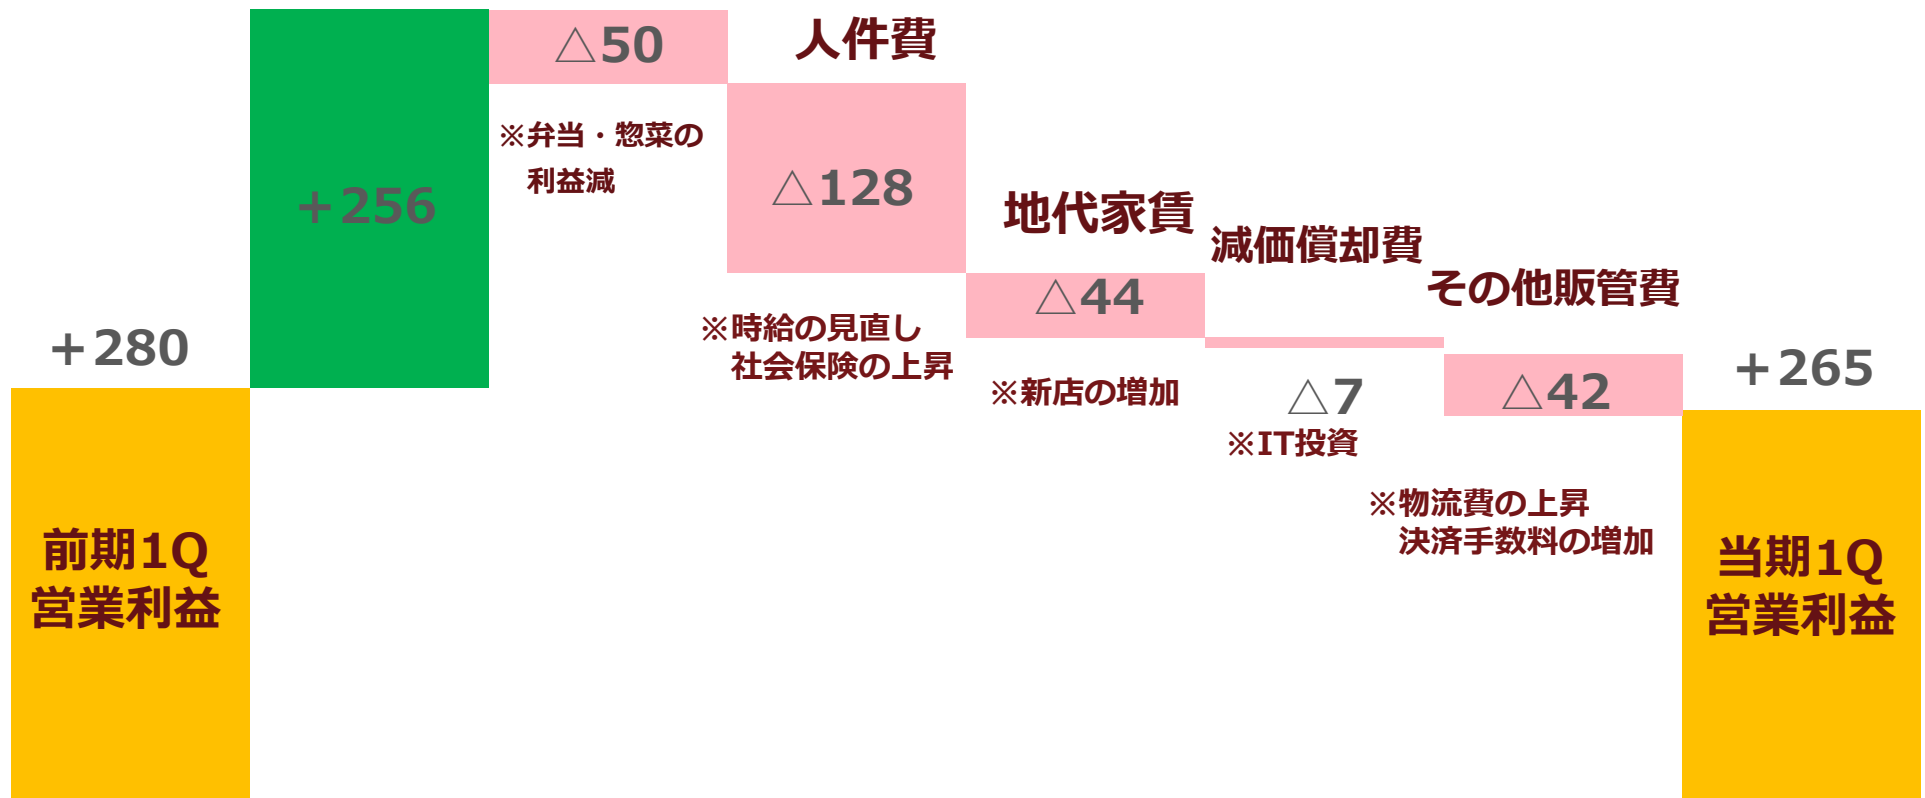 +280
前期1Q
営業利益
+256
△50
※弁当・惣菜の
利益減
人件費
△128
※時給の見直し
社会保険の上昇
地代家賃
△44
※新店の増加
減価償却費
△7
※IT投資
その他販管費
△42
※物流費の上昇
決済手数料の増加
+265
当期1Q
営業利益